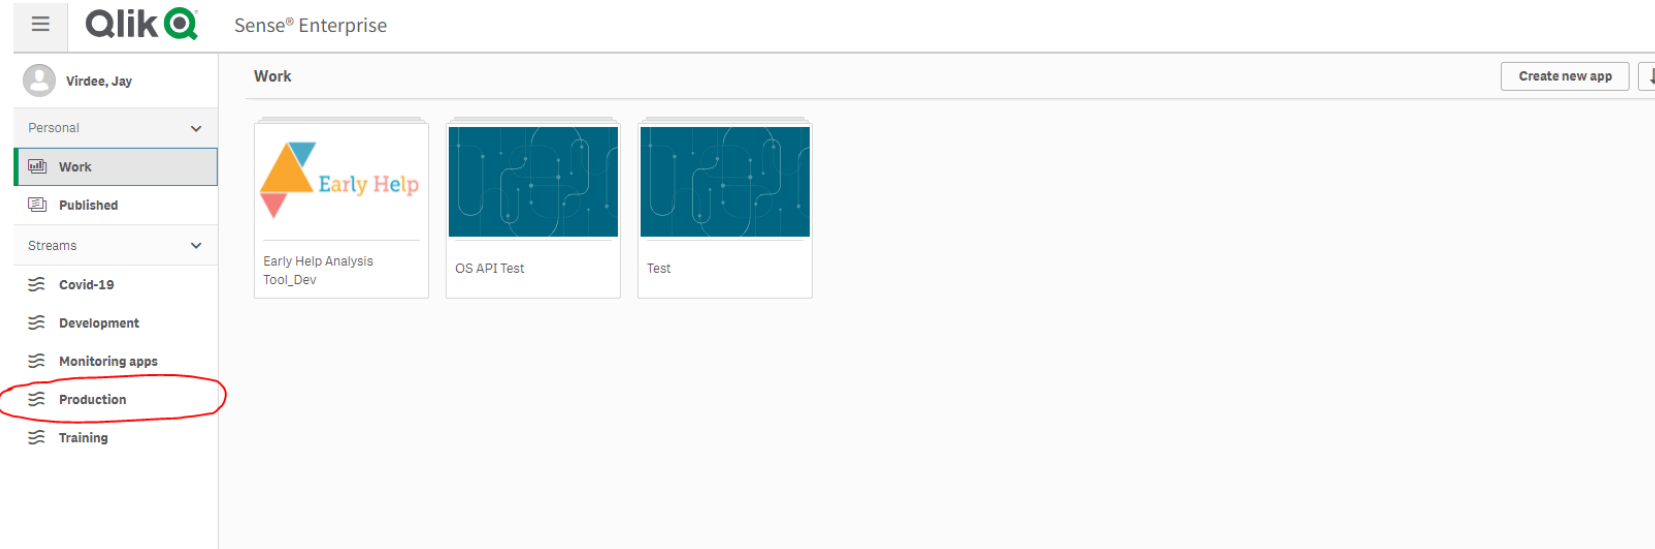 Qlik Sense® Enterprise
Virdee, Jay
Personal
Work
Published
Streams
Covid-19
Development
Monitoring apps
Production
Training
Work
Create new app
Early Help
Early Help Analysis
Tool_Dev
OS API Test
Test